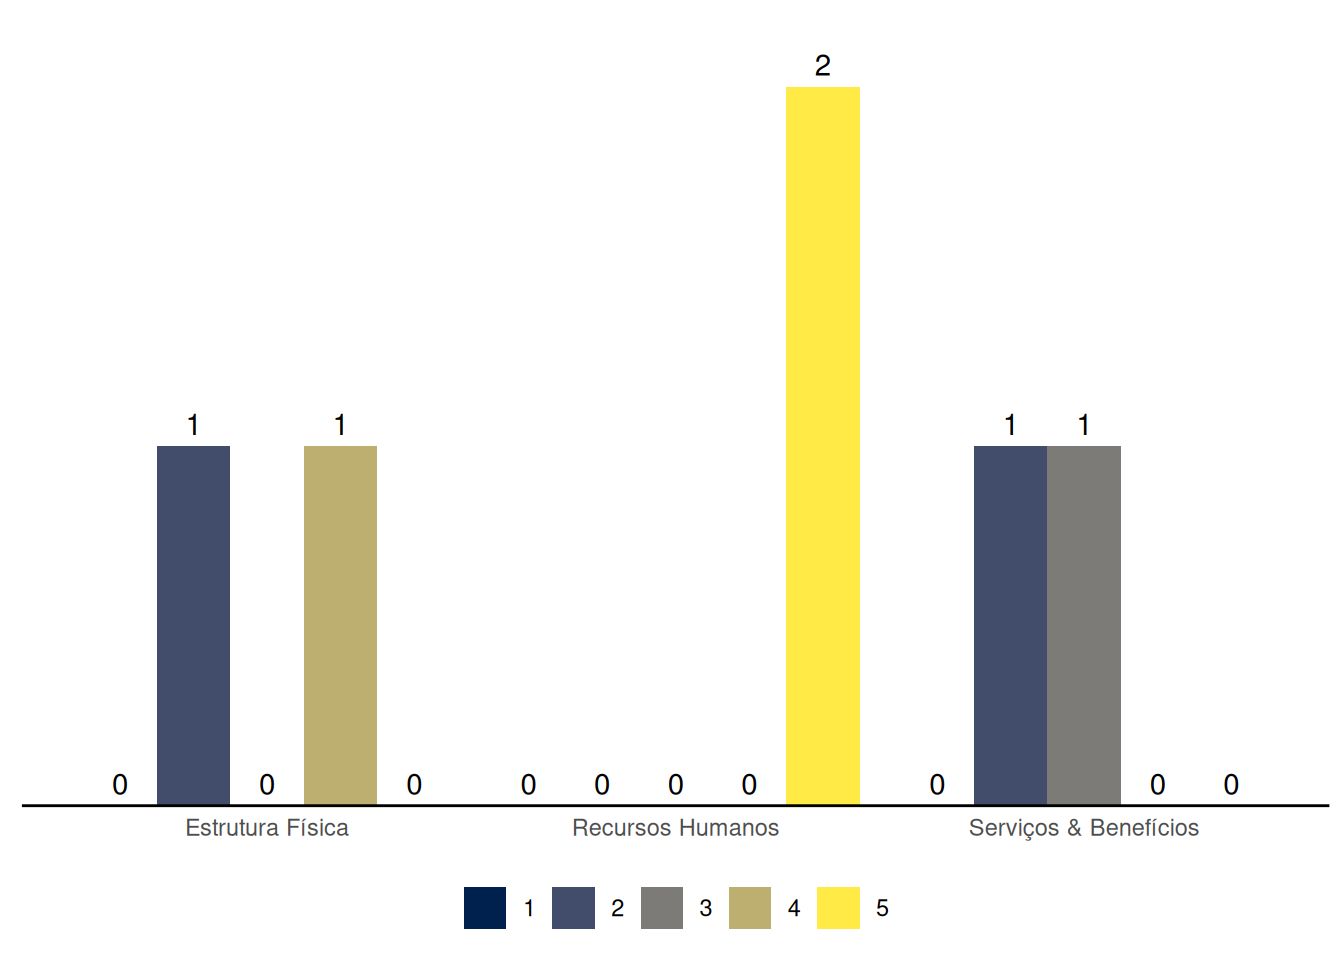 2
1 1 1 1
0 0 0 0 0 0 0 0 0 0
Estrutura Física Recursos Humanos Serviços & Benefícios
1 2 3 4 5